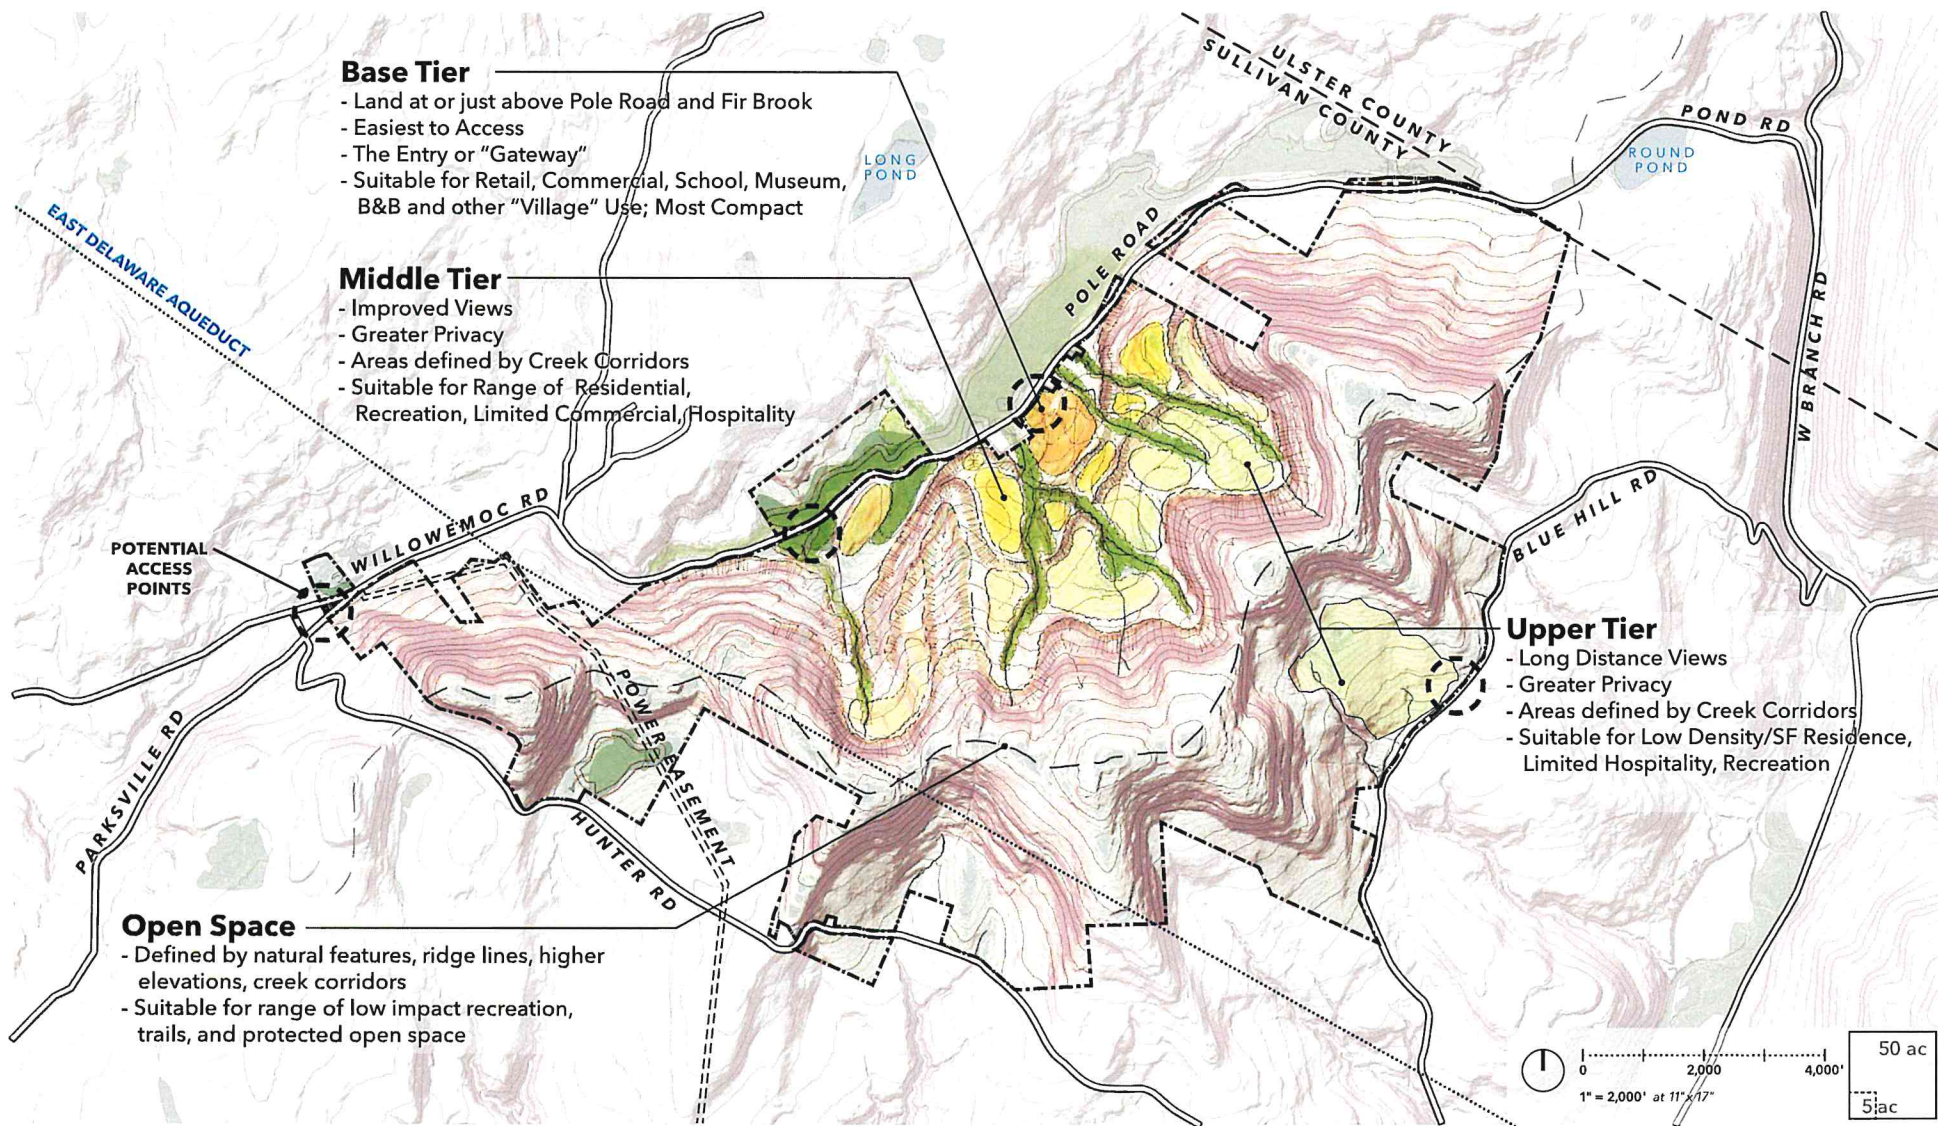 Base Tier
- Land at or just above Pole Road and Fir Brook
- Easiest to Access
- The Entry or "Gateway"
- Suitable for Retail, Commercial, School, Museum,
B&B and other "Village" Use; Most Compact
Middle Tier
- Improved Views
- Greater Privacy
- Areas defined by Creek Corridors
- Suitable for Range of Residential,
Recreation, Limited Commercial, Hospitality
ULSTER COUNTY
SULLIVAN COUNTY
LONG
POND
POND RD
ROUND
POND
POLE ROAD
W BRANCH RD
EAST DELAWARE AQUEDUCT
WILLOWEMOC RD
BLUE HILL RD
POTENTIAL
ACCESS
POINTS
Upper Tier
- Long Distance Views
- Greater Privacy
- Areas defined by Creek Corridors
- Suitable for Low Density/SF Residence,
Limited Hospitality, Recreation
POWER EASEMENT
PARKSVILLE RD
HUNTER RD
Open Space
- Defined by natural features, ridge lines, higher
elevations, creek corridors
- Suitable for range of low impact recreation,
trails, and protected open space
0 2,000 4,000'
1" = 2,000' at 11"x17"
50 ac
5 ac